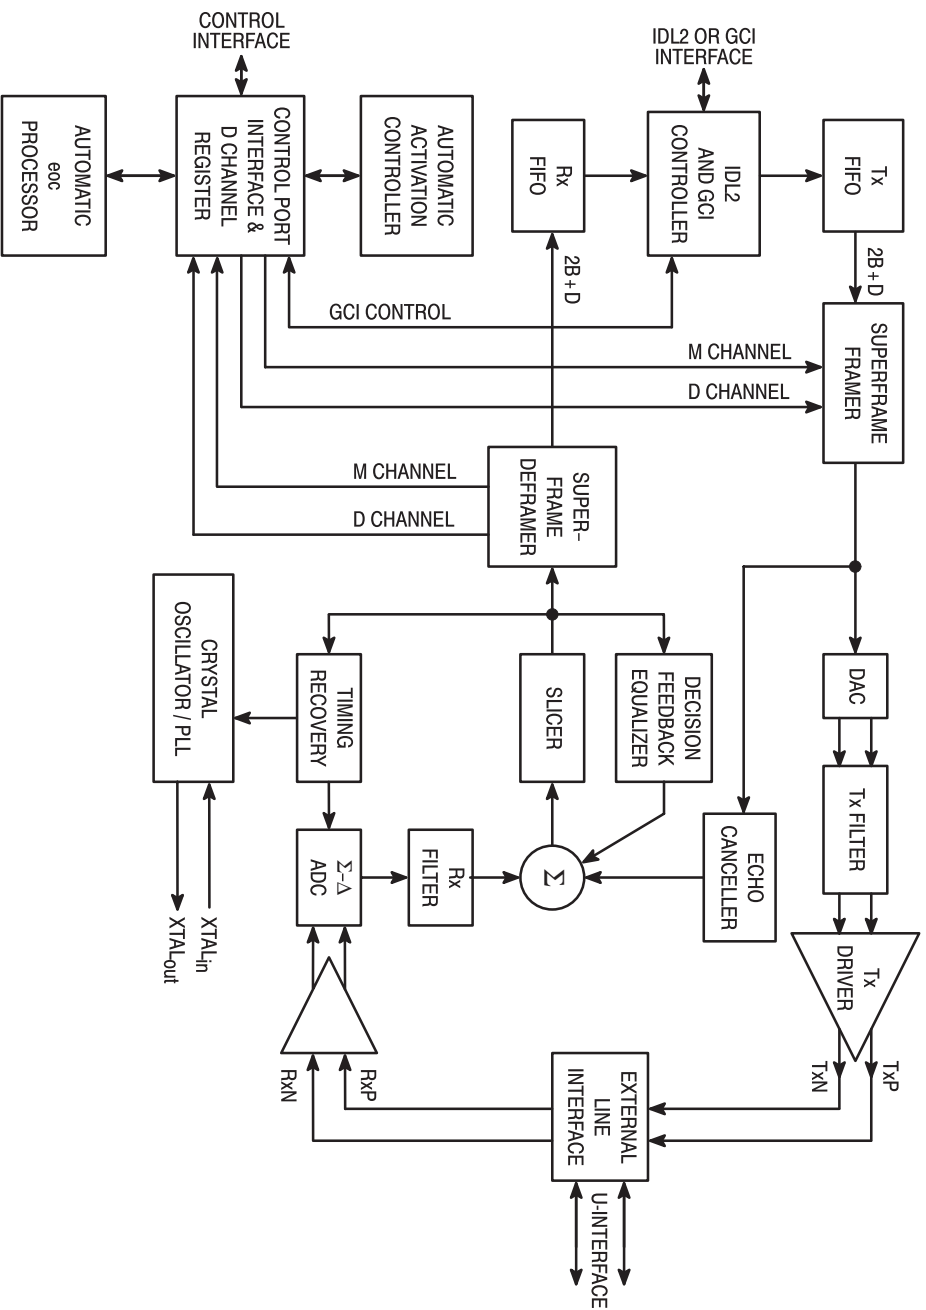 CONTROL
INTERFACE
IDL2 OR GCI
INTERFACE
AUTOMATIC
eoc
PROCESSOR
CONTROL PORT
INTERFACE &
D CHANNEL
REGISTER
AUTOMATIC
ACTIVATION
CONTROLLER
Rx
FIFO
IDL2
AND GCI
CONTROLLER
Tx
FIFO
2B + D
2B + D
GCI CONTROL
M CHANNEL
D CHANNEL
SUPERFRAME
FRAMER
M CHANNEL
D CHANNEL
SUPER–
FRAME
DEFRAMER
CRYSTAL
OSCILLATOR / PLL
TIMING
RECOVERY
SLICER
DECISION
FEEDBACK
EQUALIZER
DAC
Tx FILTER
Σ–Δ
ADC
Rx
FILTER
Σ
ECHO
CANCELLER
XTALout
XTALin
Tx
DRIVER
RxN
RxP
TxN
TxP
EXTERNAL
LINE
INTERFACE
U-INTERFACE